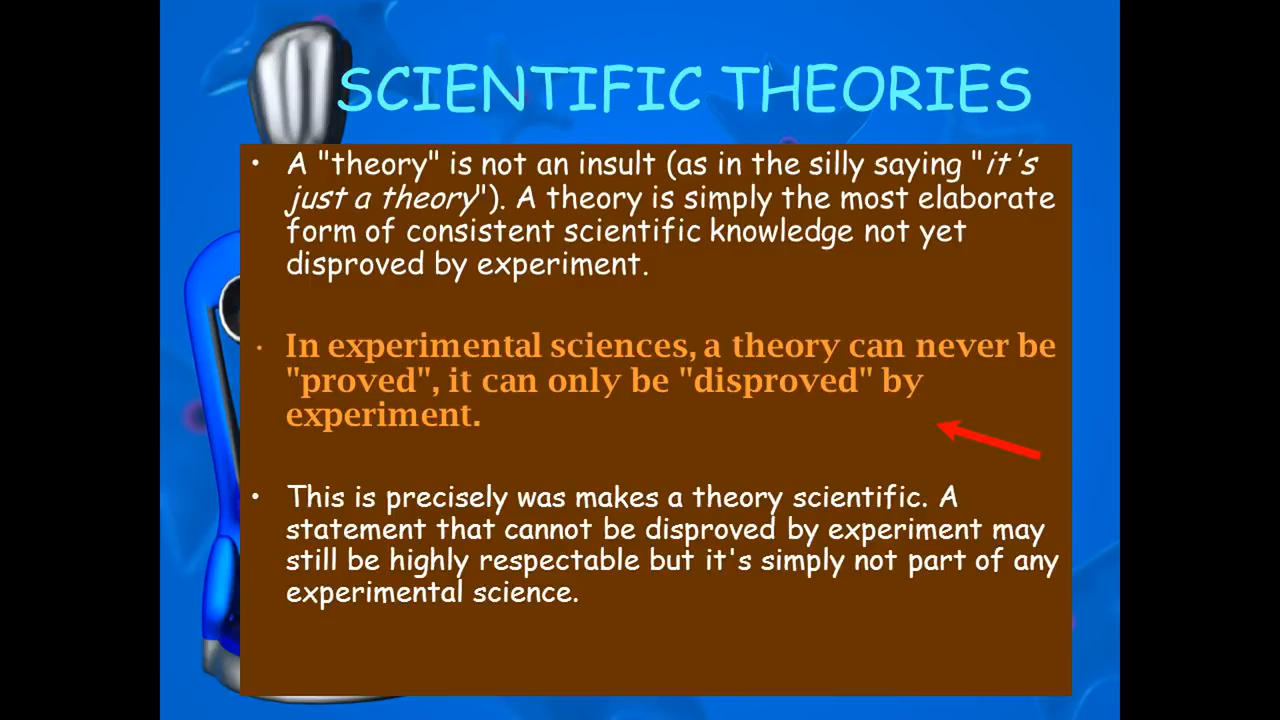 SCIENTIFIC THEORIES
• A "theory" is not an insult (as in the silly saying "it's
just a theory"). A theory is simply the most elaborate
form of consistent scientific knowledge not yet
disproved by experiment.
• In experimental sciences, a theory can never be
"proved", it can only be "disproved" by
experiment.
• This is precisely was makes a theory scientific. A
statement that cannot be disproved by experiment may
still be highly respectable but it's simply not part of any
experimental science.